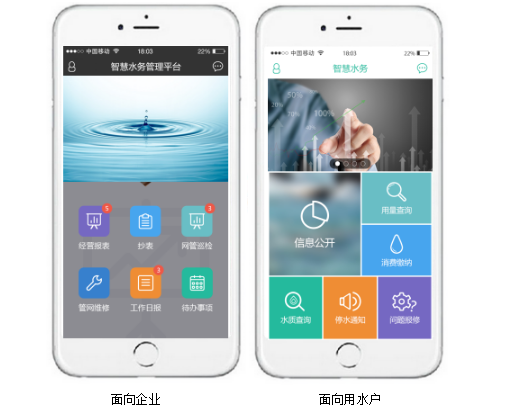 中国移动 18:03 22%
智慧水务管理平台
5 3
经营报表 抄表 网管巡检
3
管网维修 工作日报 待办事项
中国移动 18:03 22%
智慧水务
50%
100%
信息公开
用量查询
消费缴纳
水质查询 停水通知 问题报修
面向企业 面向用水户